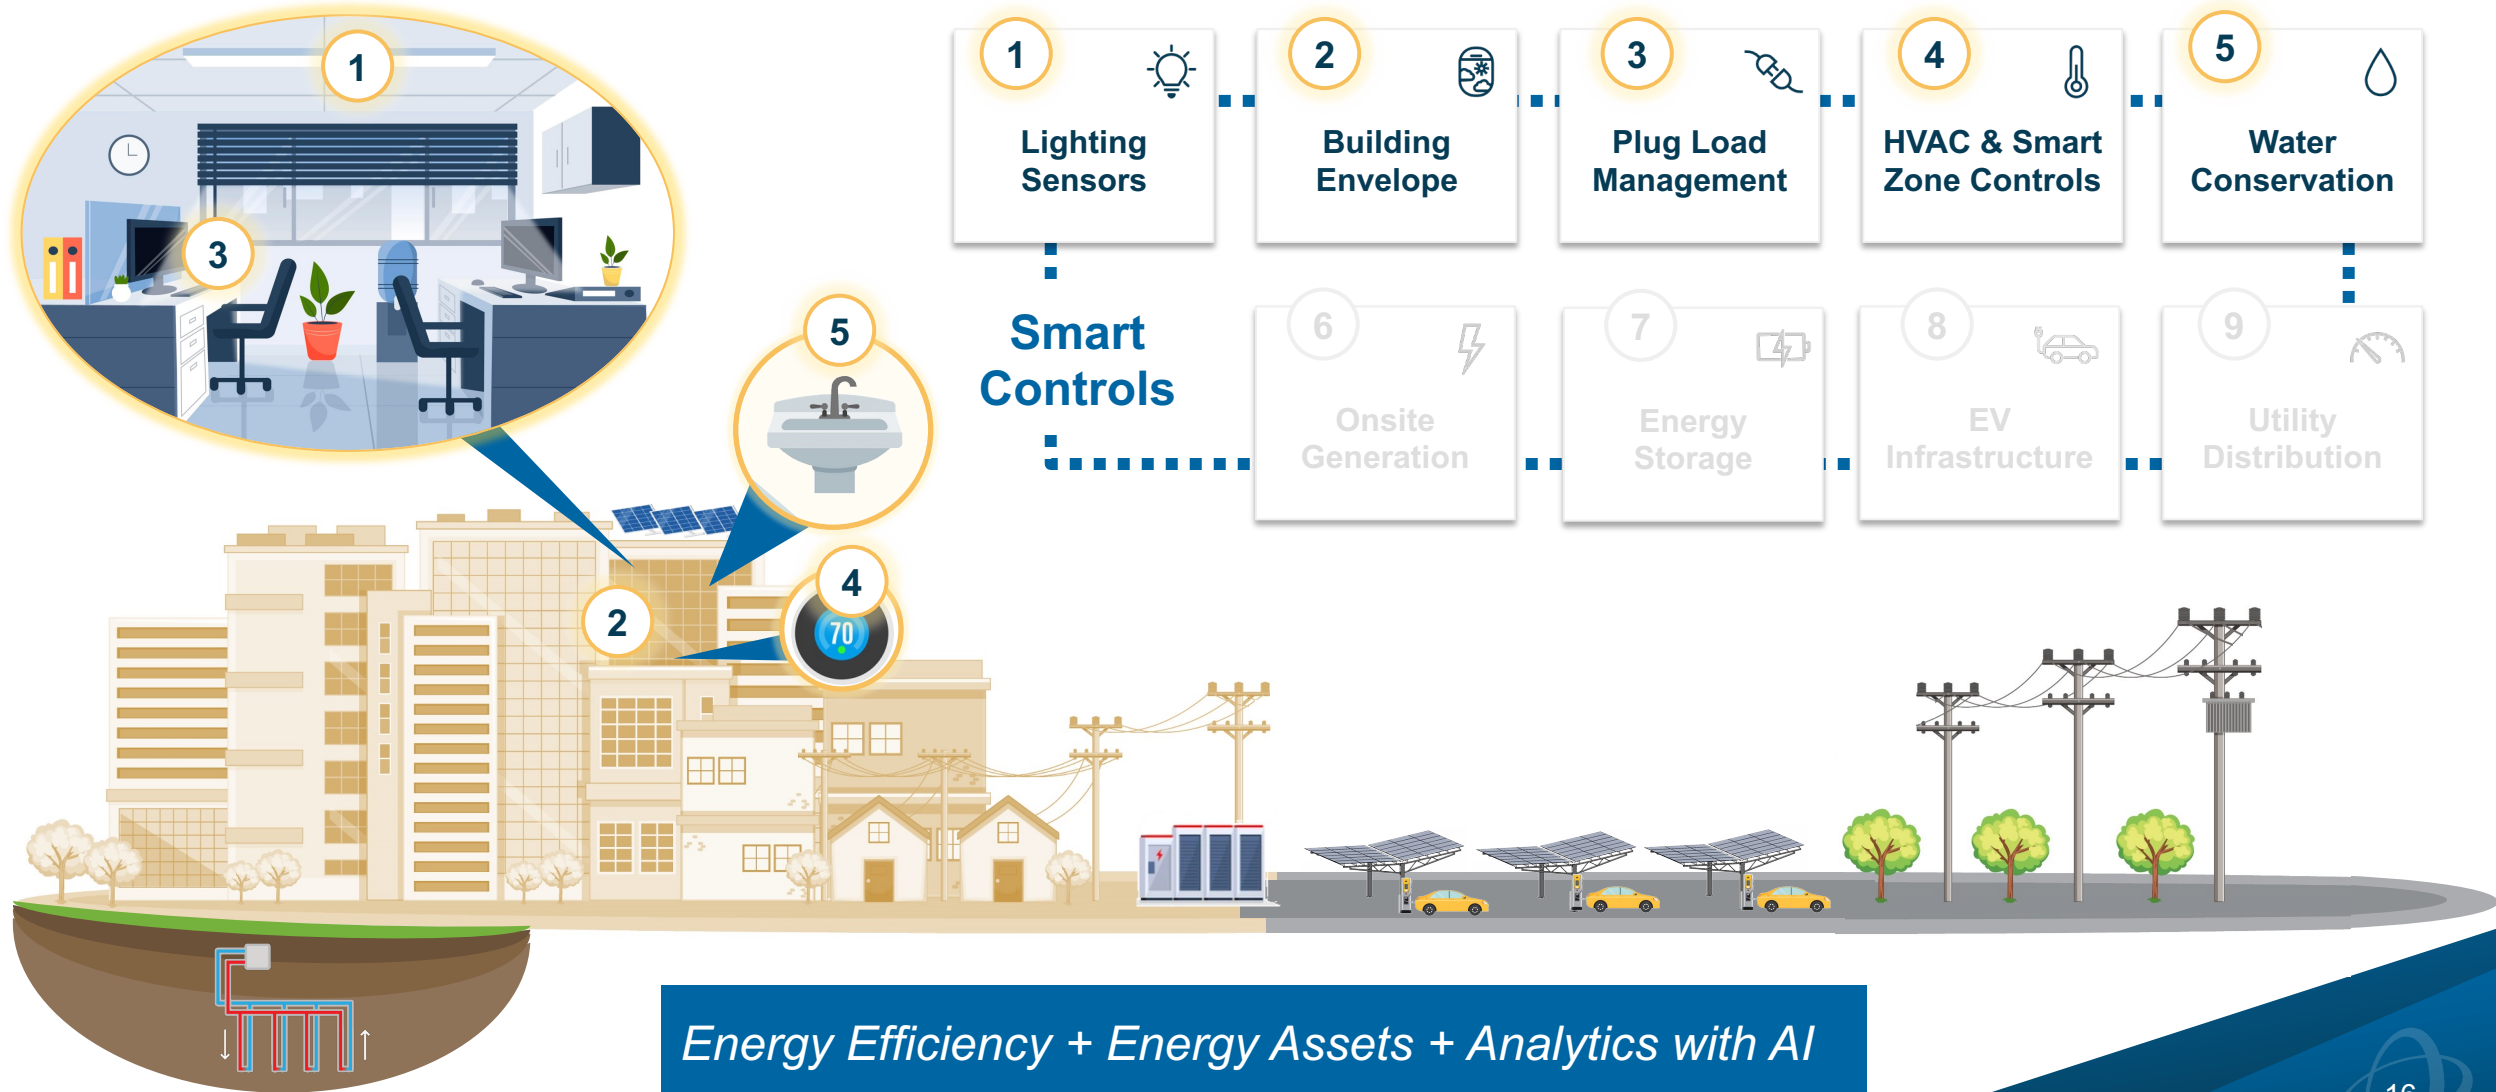 1
3
1
Lighting
Sensors
2
Building
Envelope
3
Plug Load
Management
4
HVAC & Smart
Zone Controls
5
Water
Conservation
Smart
Controls
6
Onsite
Generation
7
Energy
Storage
8
EV
Infrastructure
9
Utility
Distribution
5
4
70
2
Energy Efficiency + Energy Assets + Analytics with AI
16